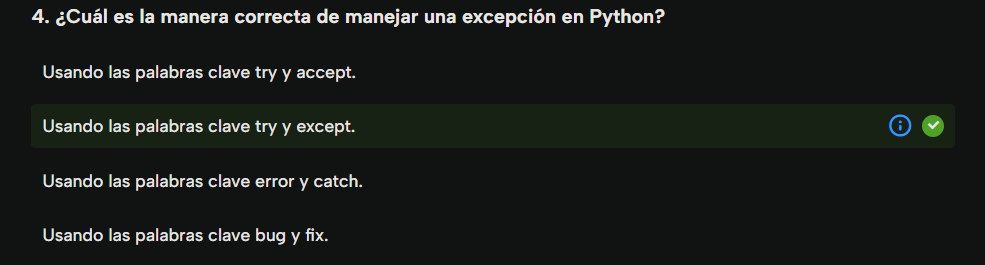 4. ¿Cuál es la manera correcta de manejar una excepción en Python?
Usando las palabras clave try y accept.
Usando las palabras clave try y except.
Usando las palabras clave error y catch.
Usando las palabras clave bug y fix.